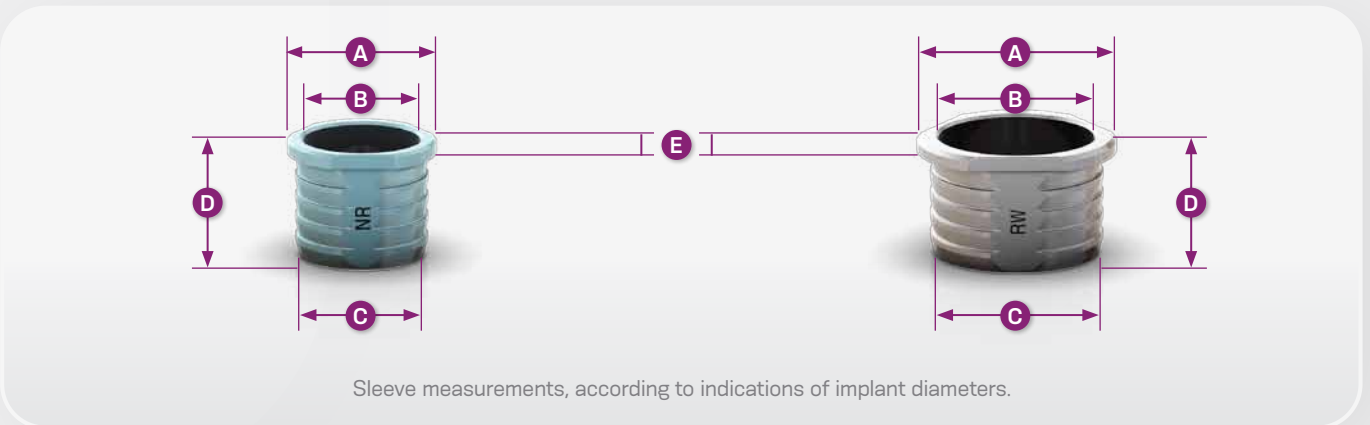 A
A
B
B
E
D
D
NR
RW
C
C
Sleeve measurements, according to indications of implant diameters.